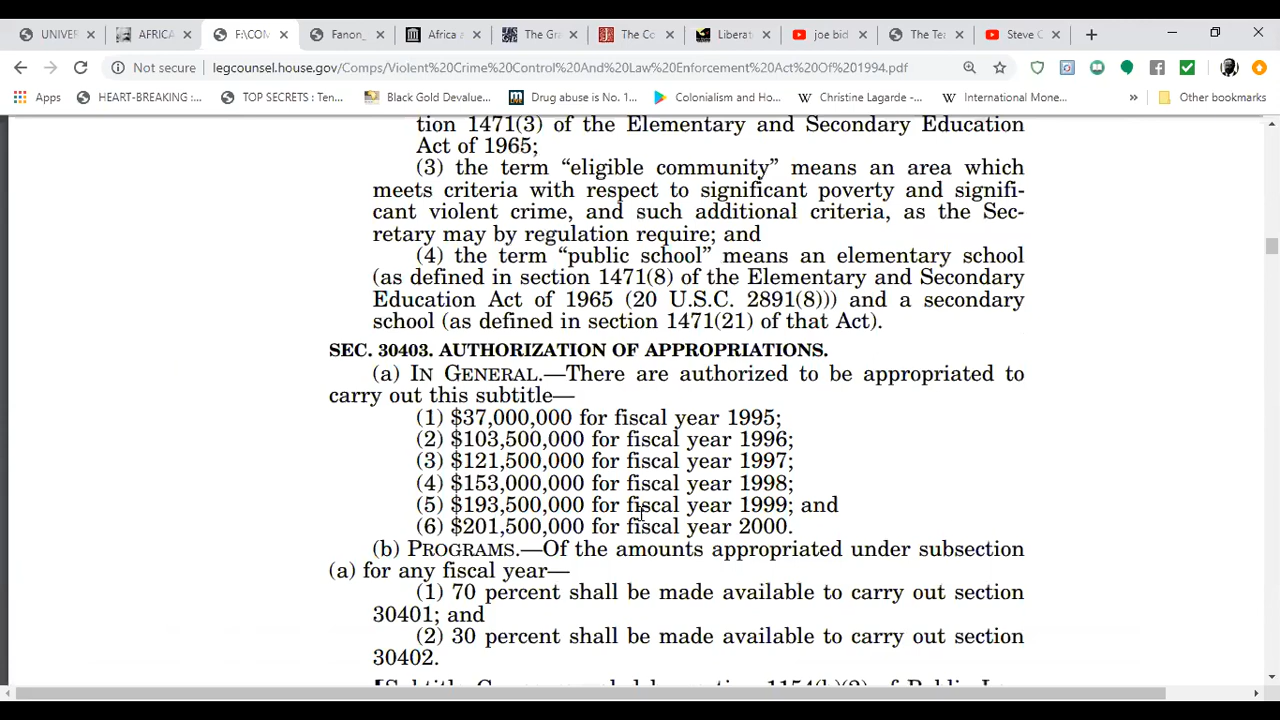 UNIVER
AFRICA
F:\COM
Fanon_
Africa a
The Gra
The Co
Liberat
joe bid
The Tea
Steve C
Not secure
legcounsel.house.gov/Comps/Violent%20Crime%20Control%20And%20Law%20Enforcement%20Act%20Of%201994.pdf
Apps
HEART-BREAKING :...
TOP SECRETS : Ten...
Black Gold Devalue...
Drug abuse is No. 1...
Colonialism and Ho...
Christine Lagarde -...
International Mone...
Other bookmarks
tion 1471(3) of the Elementary and Secondary Education
Act of 1965;
(3) the term “eligible community” means an area which
meets criteria with respect to significant poverty and signifi-
cant violent crime, and such additional criteria, as the Sec-
retary may by regulation require; and
(4) the term “public school” means an elementary school
(as defined in section 1471(8) of the Elementary and Secondary
Education Act of 1965 (20 U.S.C. 2891(8))) and a secondary
school (as defined in section 1471(21) of that Act).
SEC. 30403. AUTHORIZATION OF APPROPRIATIONS.
(a) IN GENERAL.—There are authorized to be appropriated to
carry out this subtitle—
(1) $37,000,000 for fiscal year 1995;
(2) $103,500,000 for fiscal year 1996;
(3) $121,500,000 for fiscal year 1997;
(4) $153,000,000 for fiscal year 1998;
(5) $193,500,000 for fiscal year 1999; and
(6) $201,500,000 for fiscal year 2000.
(b) PROGRAMS.—Of the amounts appropriated under subsection
(a) for any fiscal year—
(1) 70 percent shall be made available to carry out section
30401; and
(2) 30 percent shall be made available to carry out section
30402.